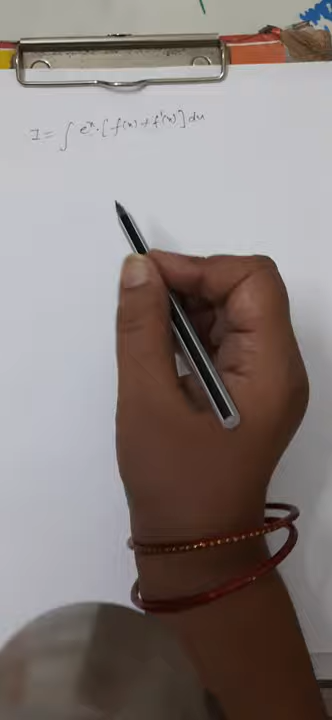 I = ∫ eˣ · [f(x) + f'(x)] dx